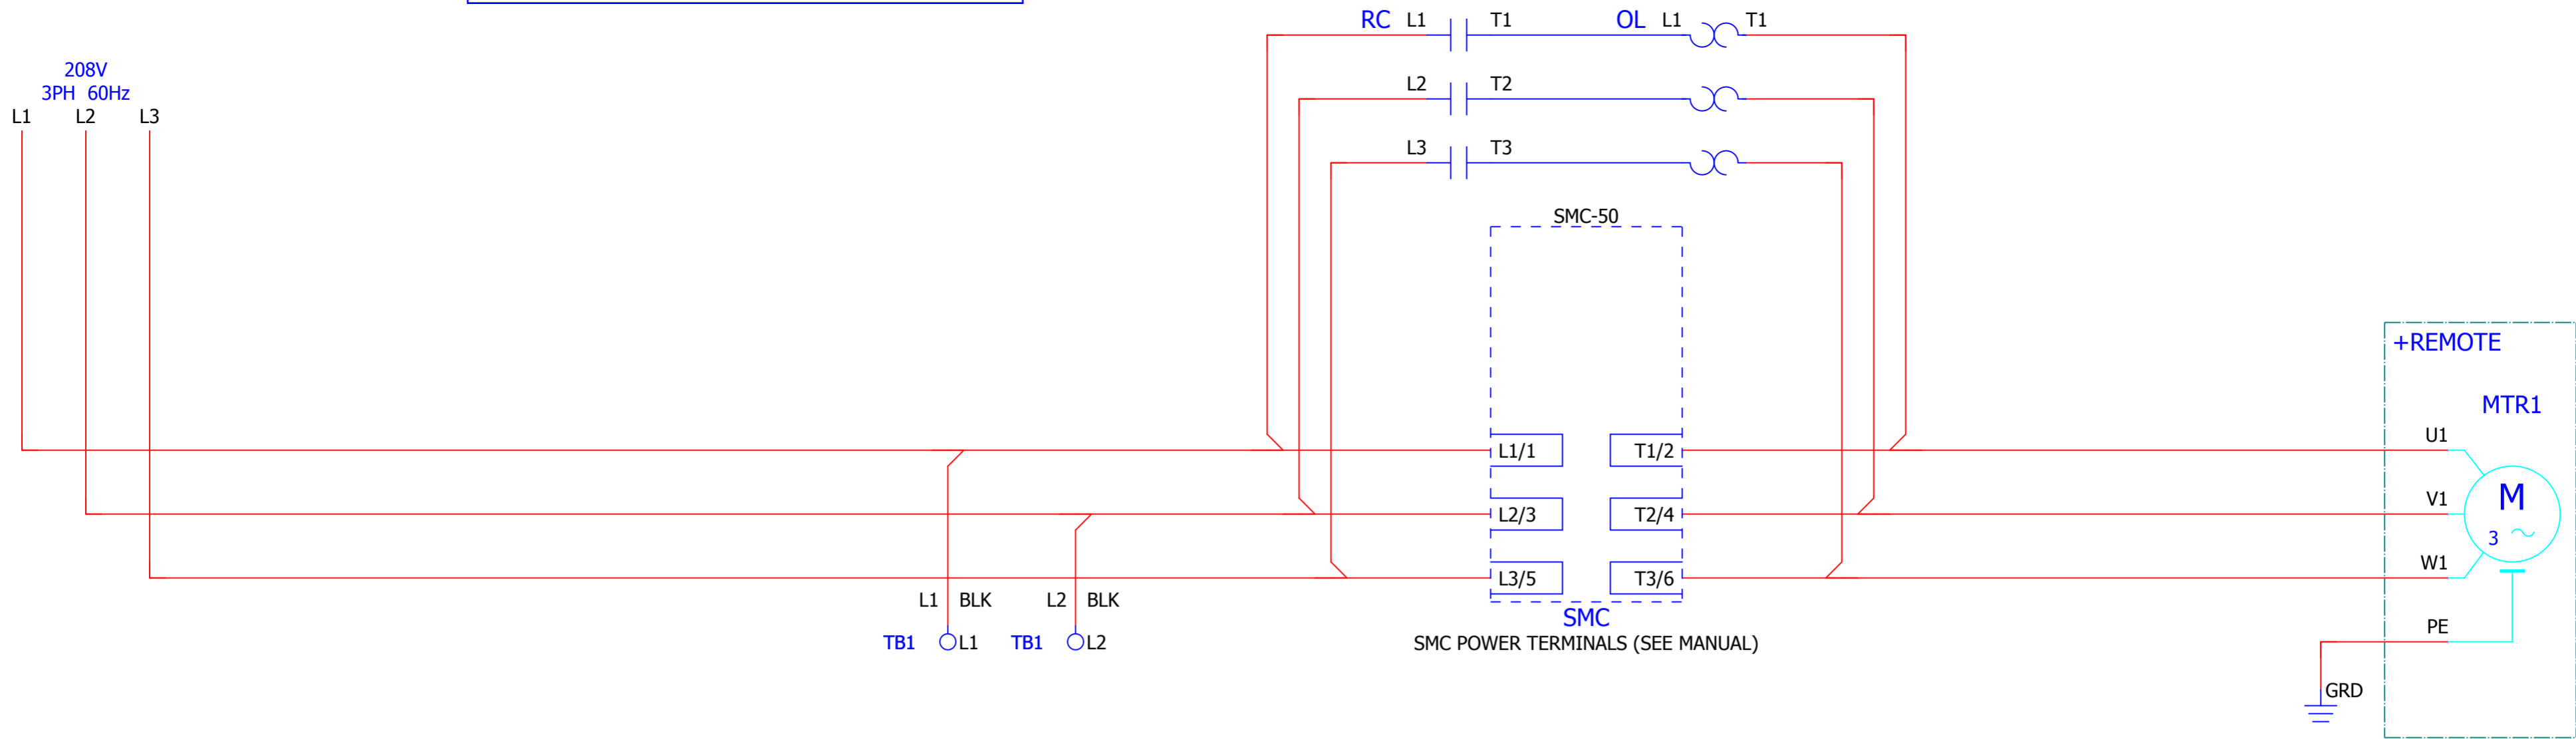 RC L1 T1 OL L1 T1
208V
3PH 60Hz
L1 L2 L3
L2 T2
L3 T3
SMC-50
+REMOTE
MTR1
L1/1 T1/2 U1
L2/3 T2/4 V1
M
3
L3/5 T3/6 W1
L1 BLK L2 BLK
SMC
PE
TB1 L1 TB1 L2
SMC POWER TERMINALS (SEE MANUAL)
GRD